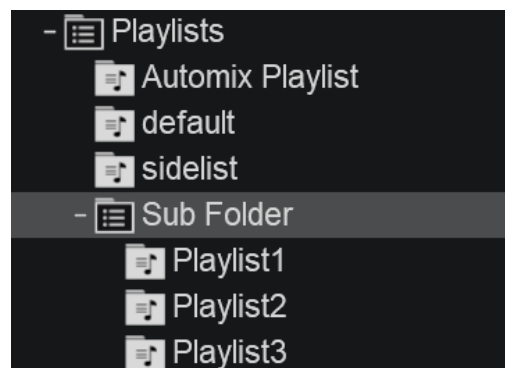 Playlists
Automix Playlist
default
sidelist
Sub Folder
Playlist1
Playlist2
Playlist3